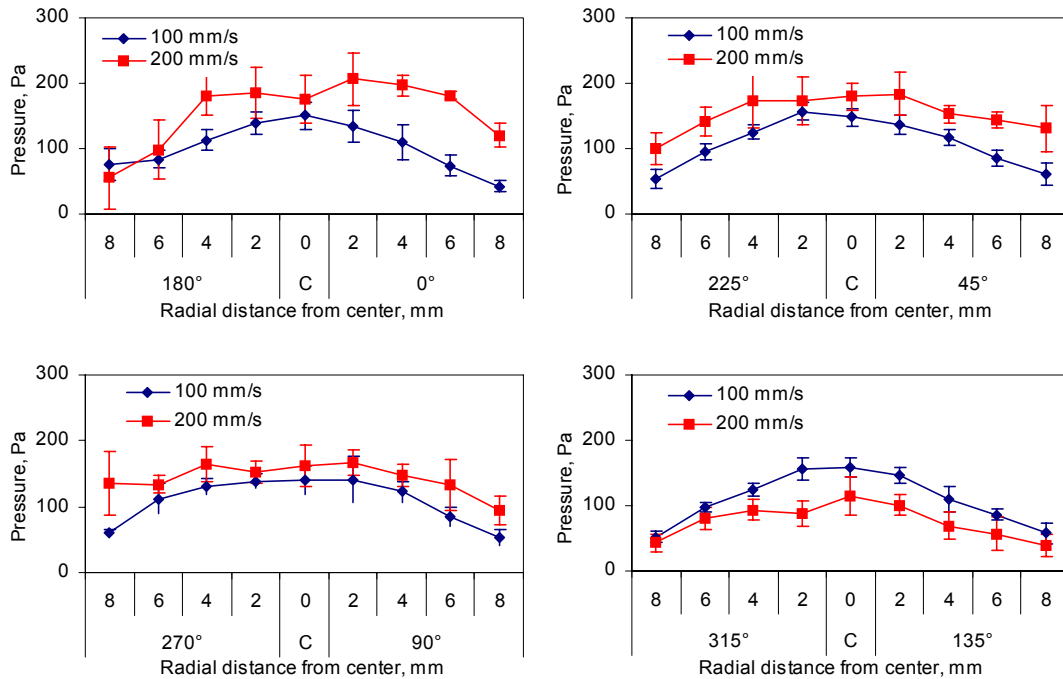 300
200
100
0
Pressure, Pa
100 mm/s
200 mm/s
8 6 4 2 0 2 4 6 8
180° C 0°
Radial distance from center, mm
300
200
100
0
Pressure, Pa
100 mm/s
200 mm/s
8 6 4 2 0 2 4 6 8
225° C 45°
Radial distance from center, mm
300
200
100
0
Pressure, Pa
100 mm/s
200 mm/s
8 6 4 2 0 2 4 6 8
270° C 90°
Radial distance from center, mm
300
200
100
0
Pressure, Pa
100 mm/s
200 mm/s
8 6 4 2 0 2 4 6 8
315° C 135°
Radial distance from center, mm